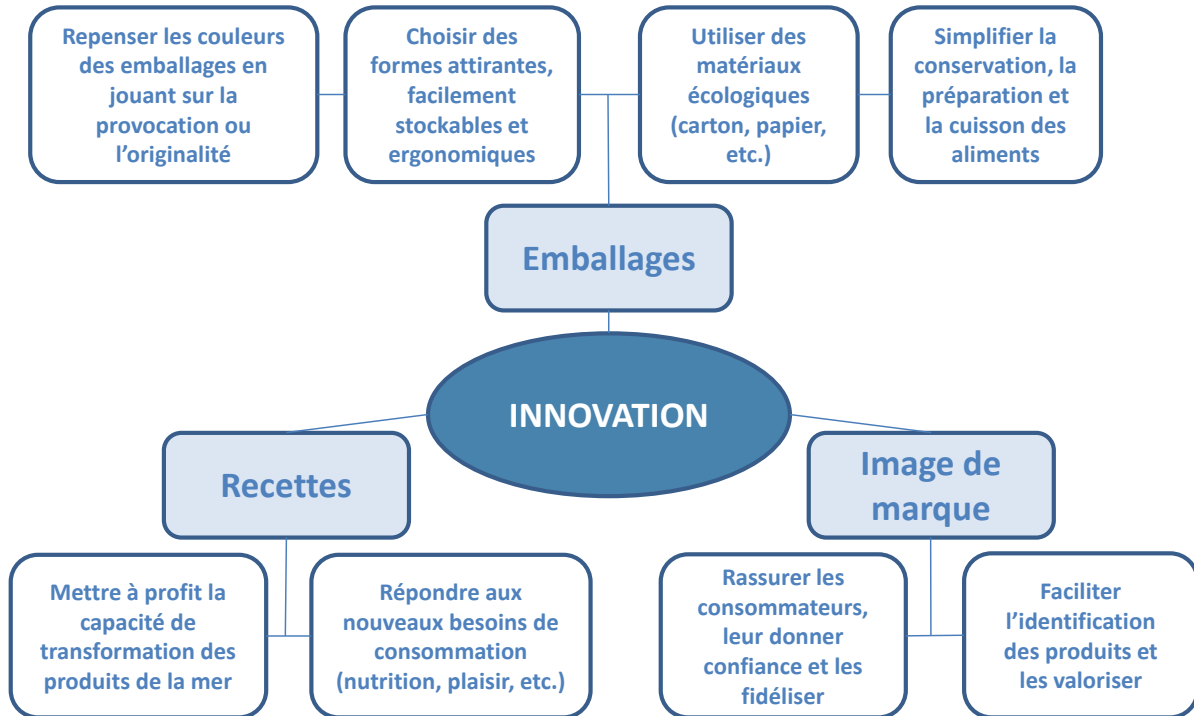 Repenser les couleurs
des emballages en
jouant sur la
provocation ou
l’originalité
Choisir des
formes attirantes,
facilement
stockables et
ergonomiques
Utiliser des
matériaux
écologiques
(carton, papier,
etc.)
Simplifier la
conservation, la
préparation et
la cuisson des
aliments
Emballages
INNOVATION
Recettes
Image de
marque
Mettre à profit la
capacité de
transformation des
produits de la mer
Répondre aux
nouveaux besoins de
consommation
(nutrition, plaisir, etc.)
Rassurer les
consommateurs,
leur donner
confiance et les
fidéliser
Faciliter
l’identification
des produits et
les valoriser